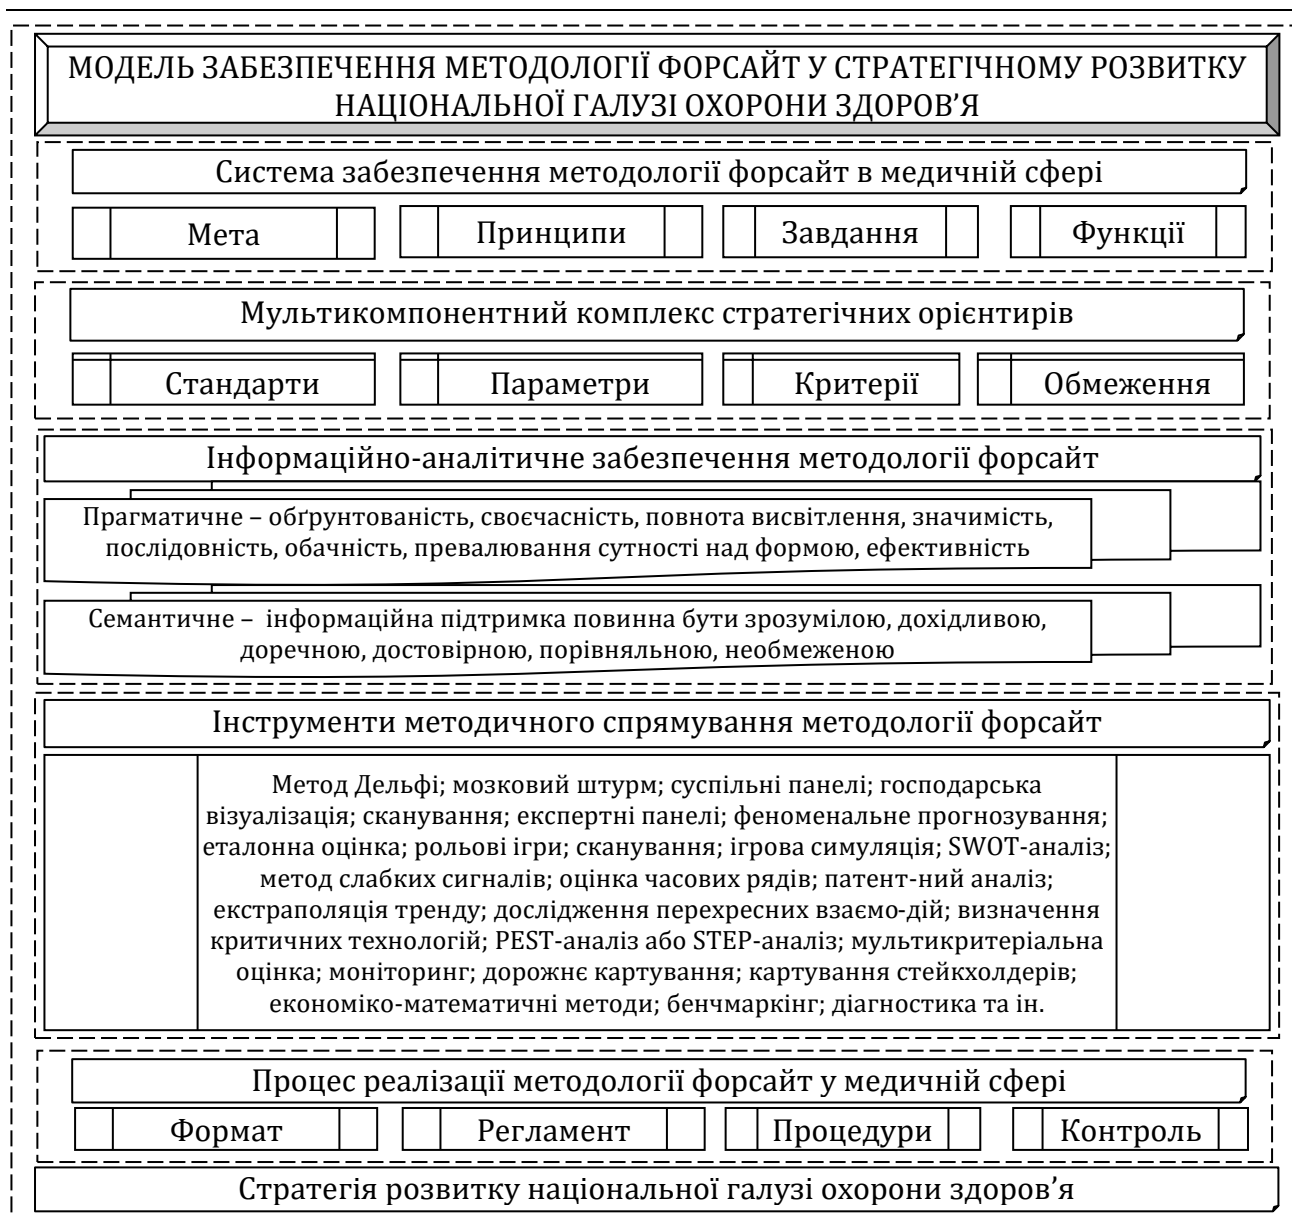 МОДЕЛЬ ЗАБЕЗПЕЧЕННЯ МЕТОДОЛОГІЇ ФОРСАЙТ У СТРАТЕГІЧНОМУ РОЗВИТКУ
НАЦІОНАЛЬНОЇ ГАЛУЗІ ОХОРОНИ ЗДОРОВ’Я
Система забезпечення методології форсайт в медичній сфері
Мета
Принципи
Завдання
Функції
Мультикомпонентний комплекс стратегічних орієнтирів
Стандарти
Параметри
Критерії
Обмеження
Інформаційно-аналітичне забезпечення методології форсайт
Прагматичне – обґрунтованість, своєчасність, повнота висвітлення, значимість,
послідовність, обачність, превалювання сутності над формою, ефективність
Семантичне – інформаційна підтримка повинна бути зрозумілою, дохідливою,
доречною, достовірною, порівняльною, необмеженою
Інструменти методичного спрямування методології форсайт
Метод Дельфі; мозковий штурм; суспільні панелі; господарська
візуалізація; сканування; експертні панелі; феноменальне прогнозування;
еталонна оцінка; рольові ігри; сканування; ігрова симуляція; SWOT-аналіз;
метод слабких сигналів; оцінка часових рядів; патент-ний аналіз;
екстраполяція тренду; дослідження перехресних взаємо-дій; визначення
критичних технологій; PEST-аналіз або STEP-аналіз; мультикритеріальна
оцінка; моніторинг; дорожнє картування; картування стейкхолдерів;
економіко-математичні методи; бенчмаркінг; діагностика та ін.
Процес реалізації методології форсайт у медичній сфері
Формат
Регламент
Процедури
Контроль
Стратегія розвитку національної галузі охорони здоров’я